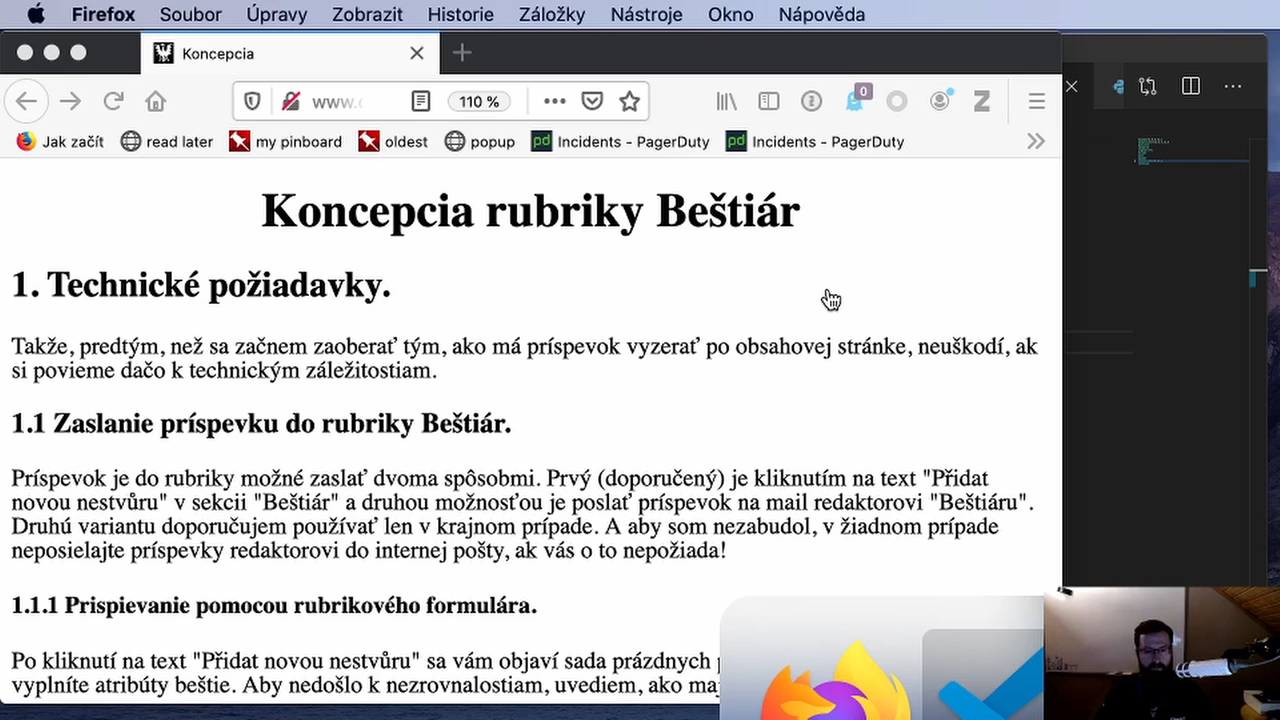 Firefox Soubor Úpravy Zobrazit Historie Záložky Nástroje Okno Nápověda
Koncepcia
www. 110 % 0
Jak začít read later my pinboard oldest popup pd Incidents - PagerDuty pd Incidents - PagerDuty
Koncepcia rubriky Beštiár
1. Technické požiadavky.
Takže, predtým, než sa začnem zaoberať tým, ako má príspevok vyzerať po obsahovej stránke, neuškodí, ak
si povieme dačo k technickým záležitostiam.
1.1 Zaslanie príspevku do rubriky Beštiár.
Príspevok je do rubriky možné zaslať dvoma spôsobmi. Prvý (doporučený) je kliknutím na text "Přidat
novou nestvůru" v sekcii "Beštiár" a druhou možnosťou je poslať príspevok na mail redaktorovi "Beštiáru".
Druhú variantu doporučujem používať len v krajnom prípade. A aby som nezabudol, v žiadnom prípade
neposielajte príspevky redaktorovi do internej pošty, ak vás o to nepožiada!
1.1.1 Prispievanie pomocou rubrikového formulára.
Po kliknutí na text "Přidat novou nestvůru" sa vám objaví sada prázdnych
vyplníte atribúty beštie. Aby nedošlo k nezrovnalostiam, uvediem, ako